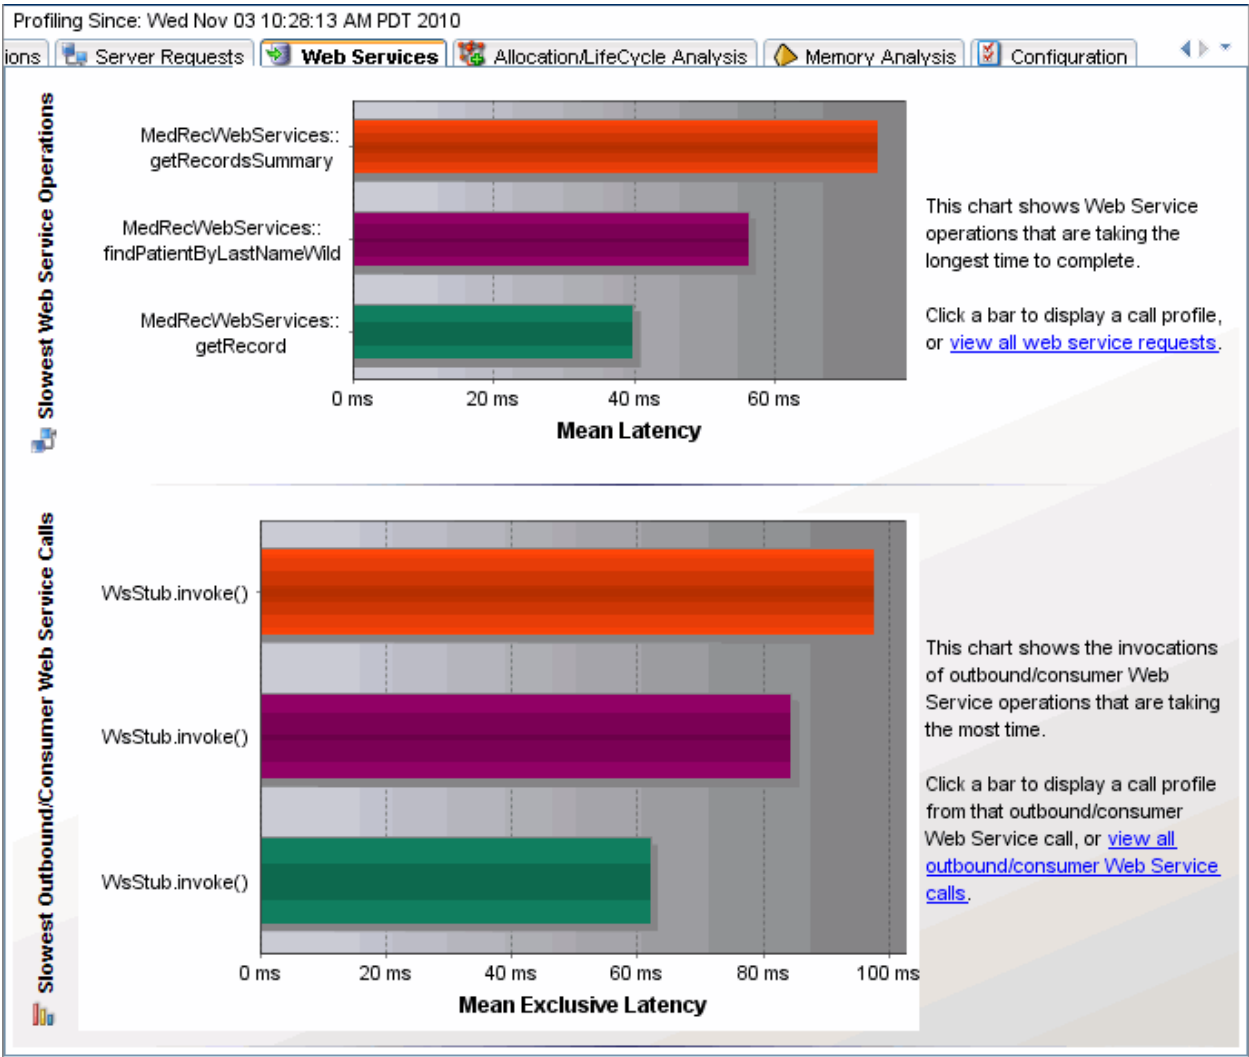 Profiling Since: Wed Nov 03 10:28:13 AM PDT 2010
ions Server Requests Web Services Allocation/LifeCycle Analysis Memory Analysis Configuration
Slowest Web Service Operations
MedRecWebServices::
getRecordsSummary
MedRecWebServices::
findPatientByLastNameWild
MedRecWebServices::
getRecord
0 ms 20 ms 40 ms 60 ms
Mean Latency
This chart shows Web Service
operations that are taking the
longest time to complete.
Click a bar to display a call profile,
or view all web service requests.
Slowest Outbound/Consumer Web Service Calls
WsStub.invoke()
WsStub.invoke()
WsStub.invoke()
0 ms 20 ms 40 ms 60 ms 80 ms 100 ms
Mean Exclusive Latency
This chart shows the invocations
of outbound/consumer Web
Service operations that are taking
the most time.
Click a bar to display a call profile
from that outbound/consumer
Web Service call, or view all
outbound/consumer Web Service
calls.